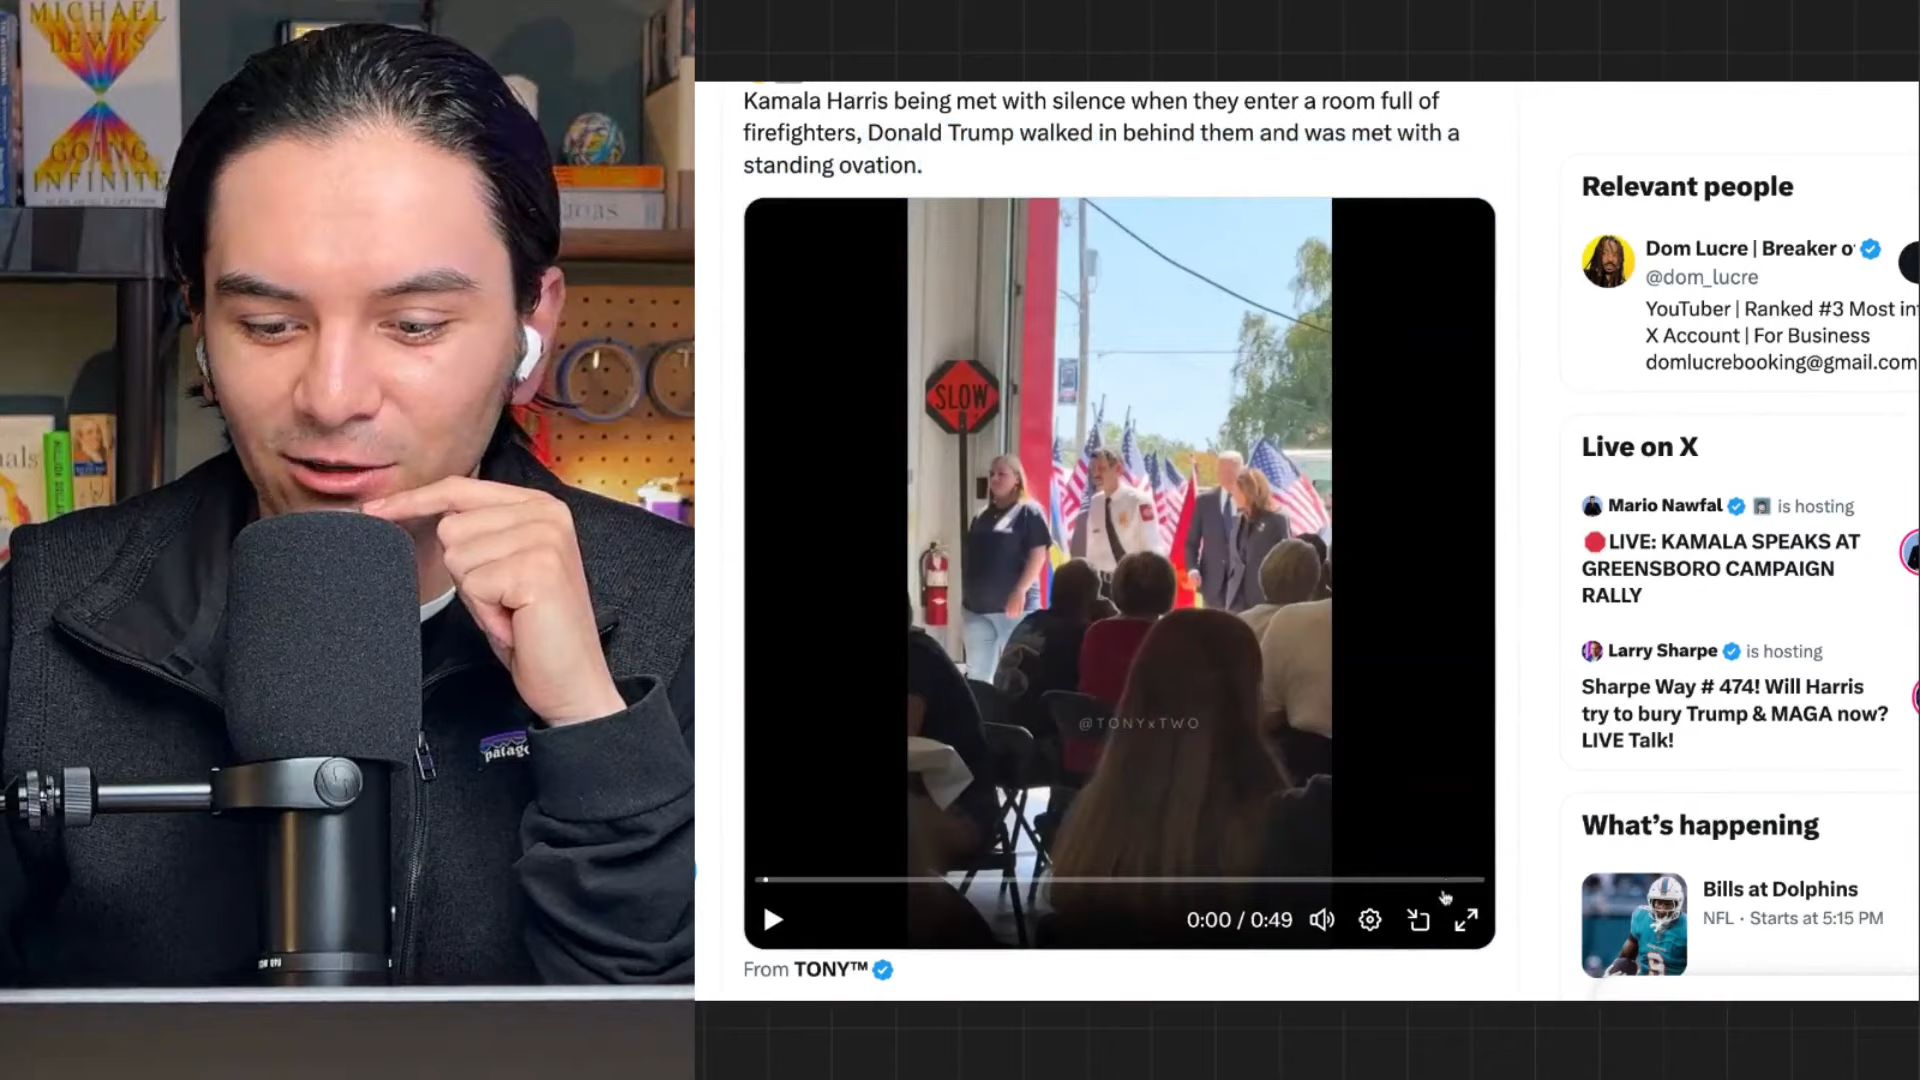 MICHAEL
LEWIS
GOING
INFINITE
JOBS
nals
patago
Kamala Harris being met with silence when they enter a room full of
firefighters, Donald Trump walked in behind them and was met with a
standing ovation.
SLOW
@TONYxTWO
0:00 / 0:49
From TONY™
Relevant people
Dom Lucre | Breaker o
@dom_lucre
YouTuber | Ranked #3 Most in
X Account | For Business
domlucrebooking@gmail.com
Live on X
Mario Nawfal is hosting
LIVE: KAMALA SPEAKS AT
GREENSBORO CAMPAIGN
RALLY
Larry Sharpe is hosting
Sharpe Way # 474! Will Harris
try to bury Trump & MAGA now?
LIVE Talk!
What’s happening
Bills at Dolphins
NFL · Starts at 5:15 PM